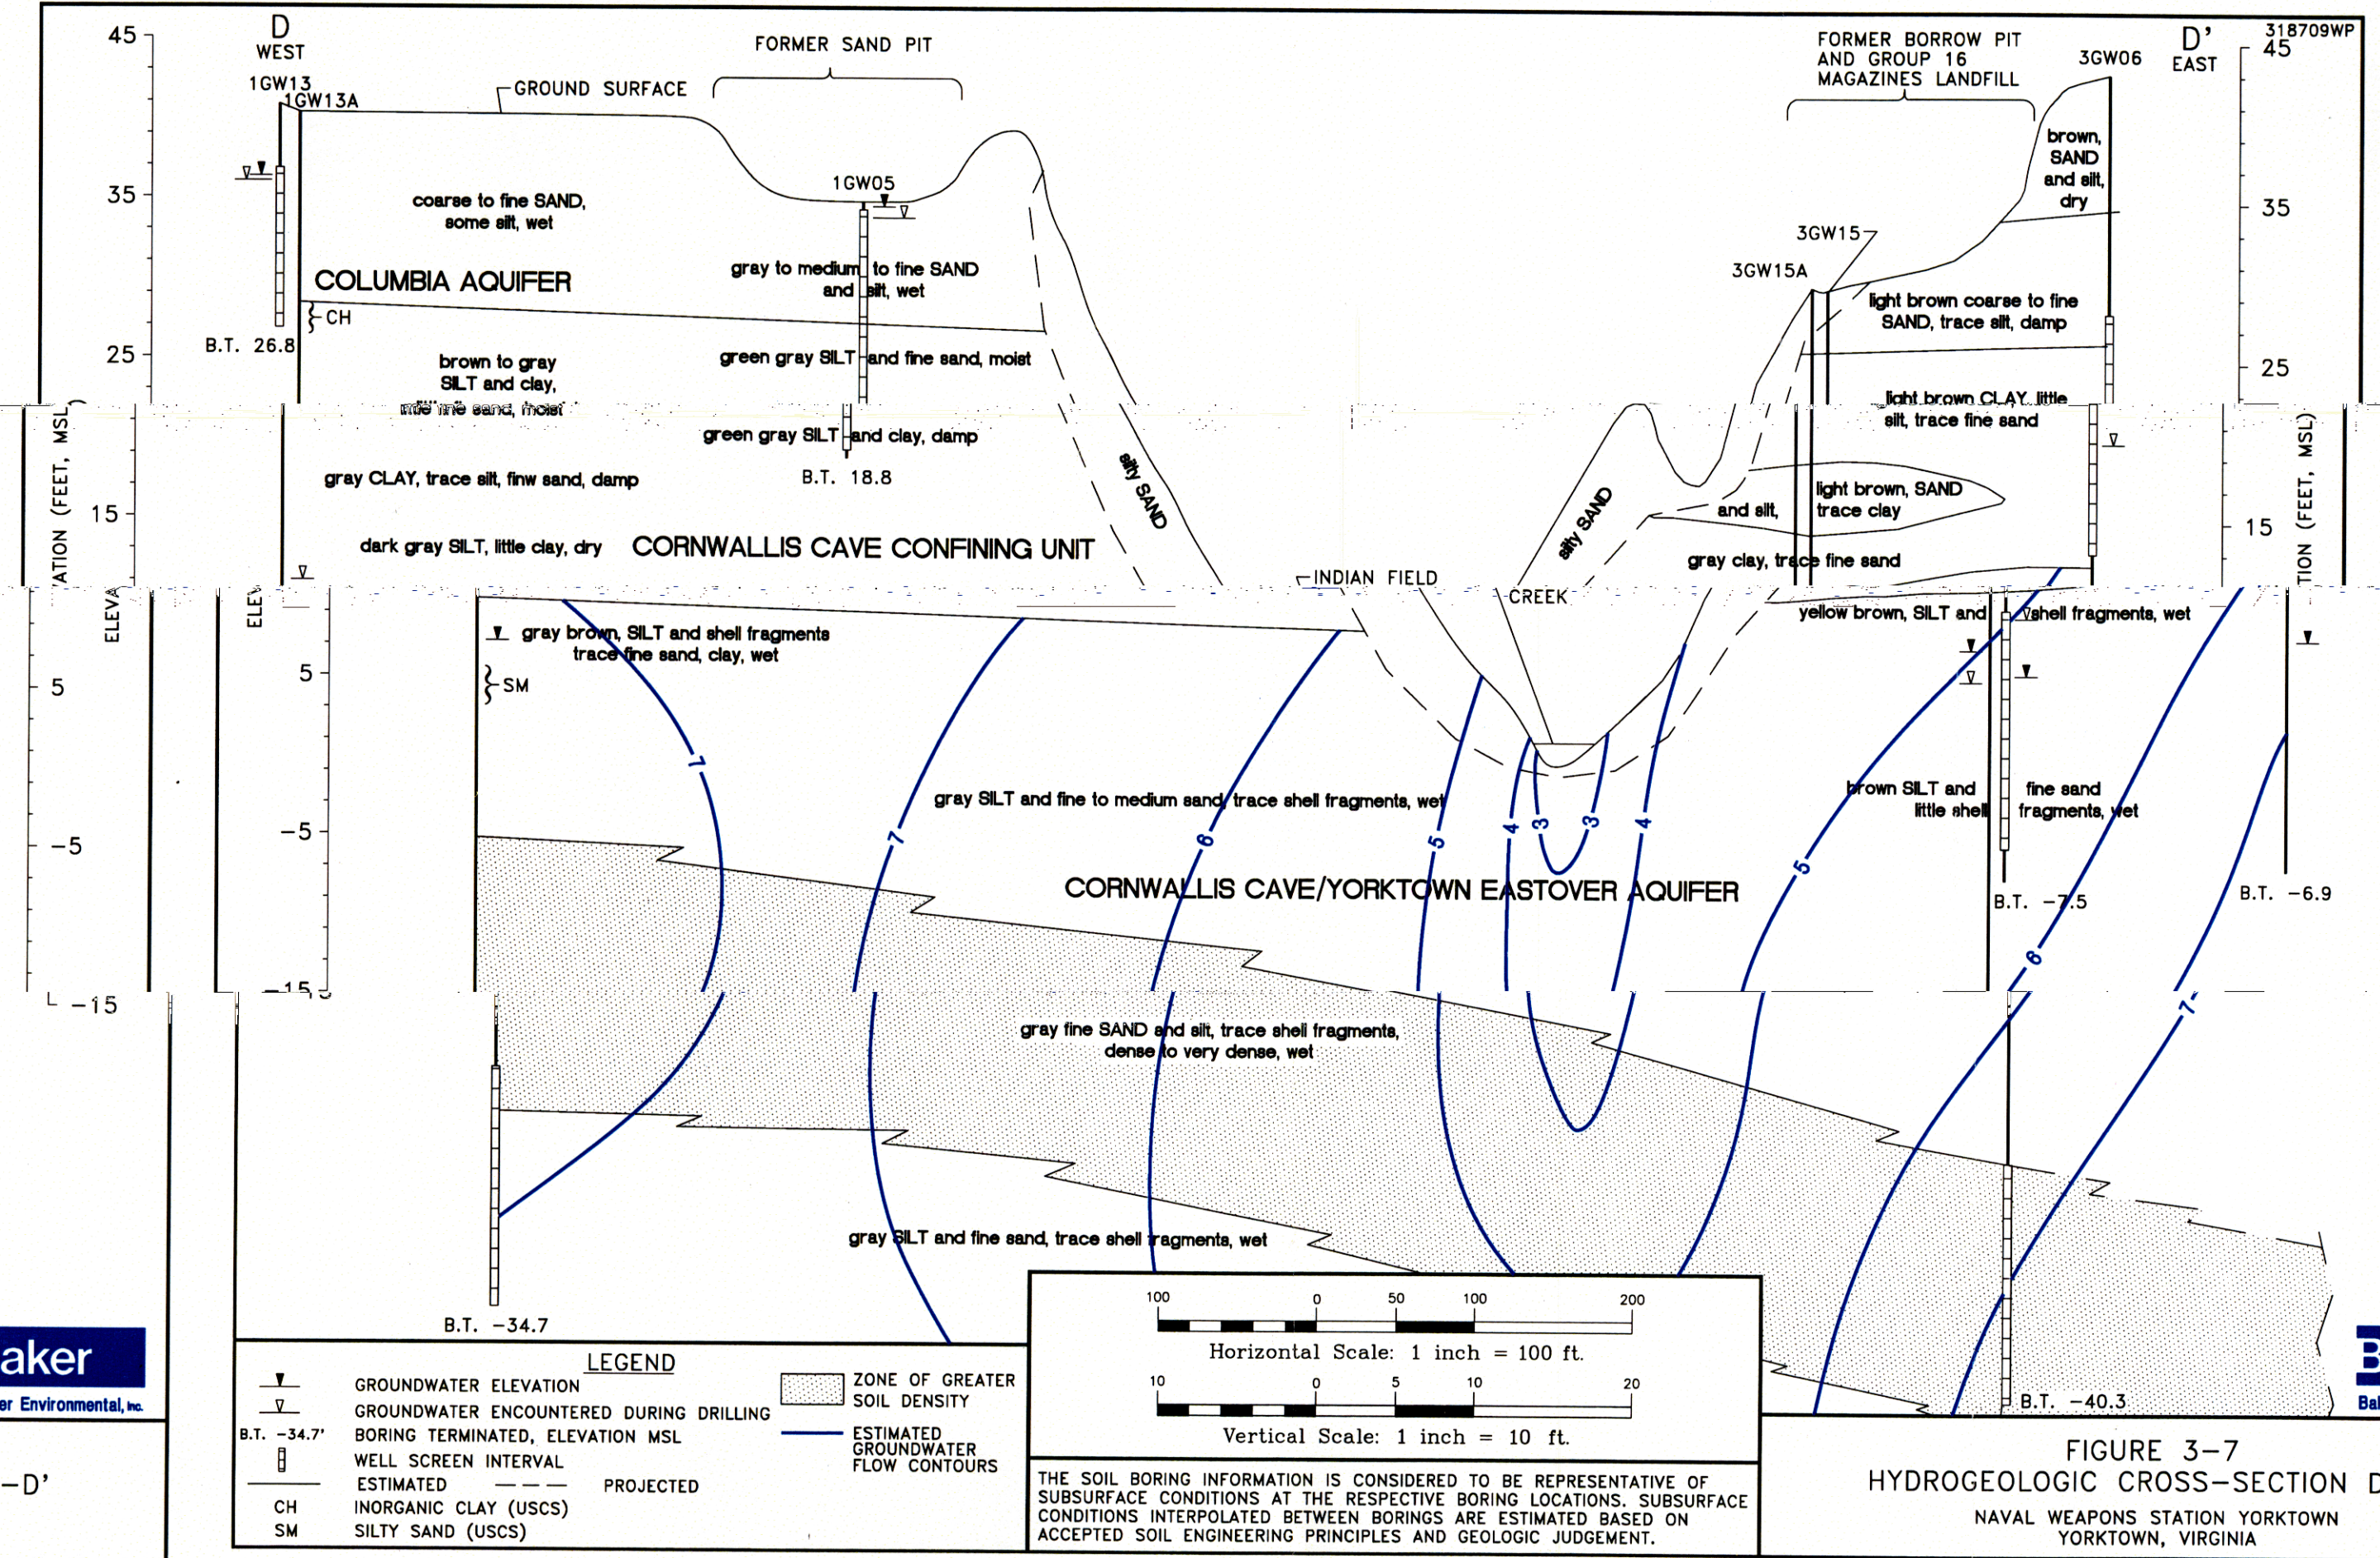 318709WP
D
WEST
D'
EAST
45
35
25
15
5
-5
-15
45
35
25
15
5
-5
FORMER SAND PIT
FORMER BORROW PIT
AND GROUP 16
MAGAZINES LANDFILL
3GW06
1GW13
1GW13A
GROUND SURFACE
1GW05
3GW15
3GW15A
brown,
SAND
and silt,
dry
coarse to fine SAND,
some silt, wet
COLUMBIA AQUIFER
gray to medium to fine SAND
and silt, wet
CH
B.T. 26.8
light brown coarse to fine
SAND, trace silt, damp
brown to gray
SILT and clay,
green gray SILT and fine sand, moist
light brown CLAY, little
silt, trace fine sand
green gray SILT and clay, damp
B.T. 18.8
gray CLAY, trace silt, finw sand, damp
silty SAND
silty SAND
light brown, SAND
and silt, trace clay
dark gray SILT, little clay, dry
CORNWALLIS CAVE CONFINING UNIT
gray clay, trace fine sand
INDIAN FIELD
CREEK
(FEET, MSL)
(FEET, MSL)
yellow brown, SILT and shell fragments, wet
gray brown, SILT and shell fragments
trace fine sand, clay, wet
SM
7
7
6
5
4
3
3
4
5
6
7
gray SILT and fine to medium sand, trace shell fragments, wet
brown SILT and fine sand
little shell fragments, wet
CORNWALLIS CAVE/YORKTOWN EASTOVER AQUIFER
B.T. -7.5
B.T. -6.9
gray fine SAND and silt, trace shell fragments,
dense to very dense, wet
gray SILT and fine sand, trace shell fragments, wet
B.T. -34.7
B.T. -40.3
aker
er Environmental, Inc.
-D'
LEGEND
GROUNDWATER ELEVATION
GROUNDWATER ENCOUNTERED DURING DRILLING
B.T. -34.7' BORING TERMINATED, ELEVATION MSL
WELL SCREEN INTERVAL
ESTIMATED PROJECTED
CH INORGANIC CLAY (USCS)
SM SILTY SAND (USCS)
ZONE OF GREATER
SOIL DENSITY
ESTIMATED
GROUNDWATER
FLOW CONTOURS
100 0 50 100 200
Horizontal Scale: 1 inch = 100 ft.
10 0 5 10 20
Vertical Scale: 1 inch = 10 ft.
THE SOIL BORING INFORMATION IS CONSIDERED TO BE REPRESENTATIVE OF
SUBSURFACE CONDITIONS AT THE RESPECTIVE BORING LOCATIONS. SUBSURFACE
CONDITIONS INTERPOLATED BETWEEN BORINGS ARE ESTIMATED BASED ON
ACCEPTED SOIL ENGINEERING PRINCIPLES AND GEOLOGIC JUDGEMENT.
FIGURE 3-7
HYDROGEOLOGIC CROSS-SECTION D
NAVAL WEAPONS STATION YORKTOWN
YORKTOWN, VIRGINIA